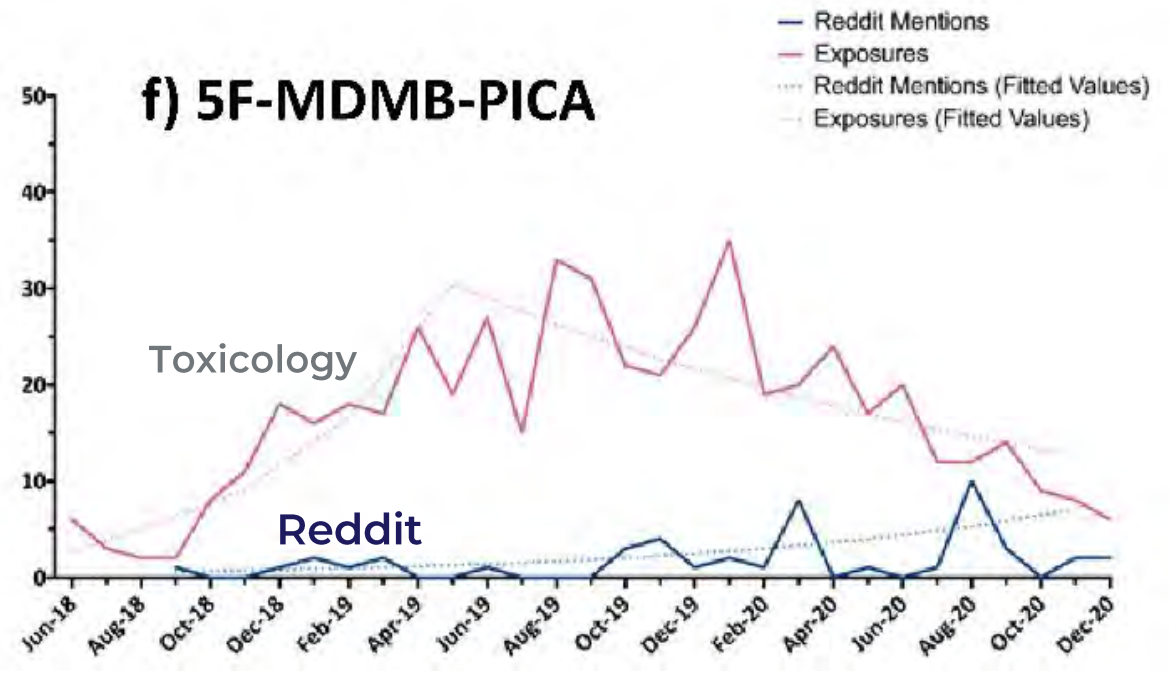 Reddit Mentions
Exposures
Reddit Mentions (Fitted Values)
Exposures (Fitted Values)
f) 5F-MDMB-PICA
50
40
30
20
10
0
Toxicology
Reddit
Jun-18
Aug-18
Oct-18
Dec-18
Feb-19
Apr-19
Jun-19
Aug-19
Oct-19
Dec-19
Feb-20
Apr-20
Jun-20
Aug-20
Oct-20
Dec-20